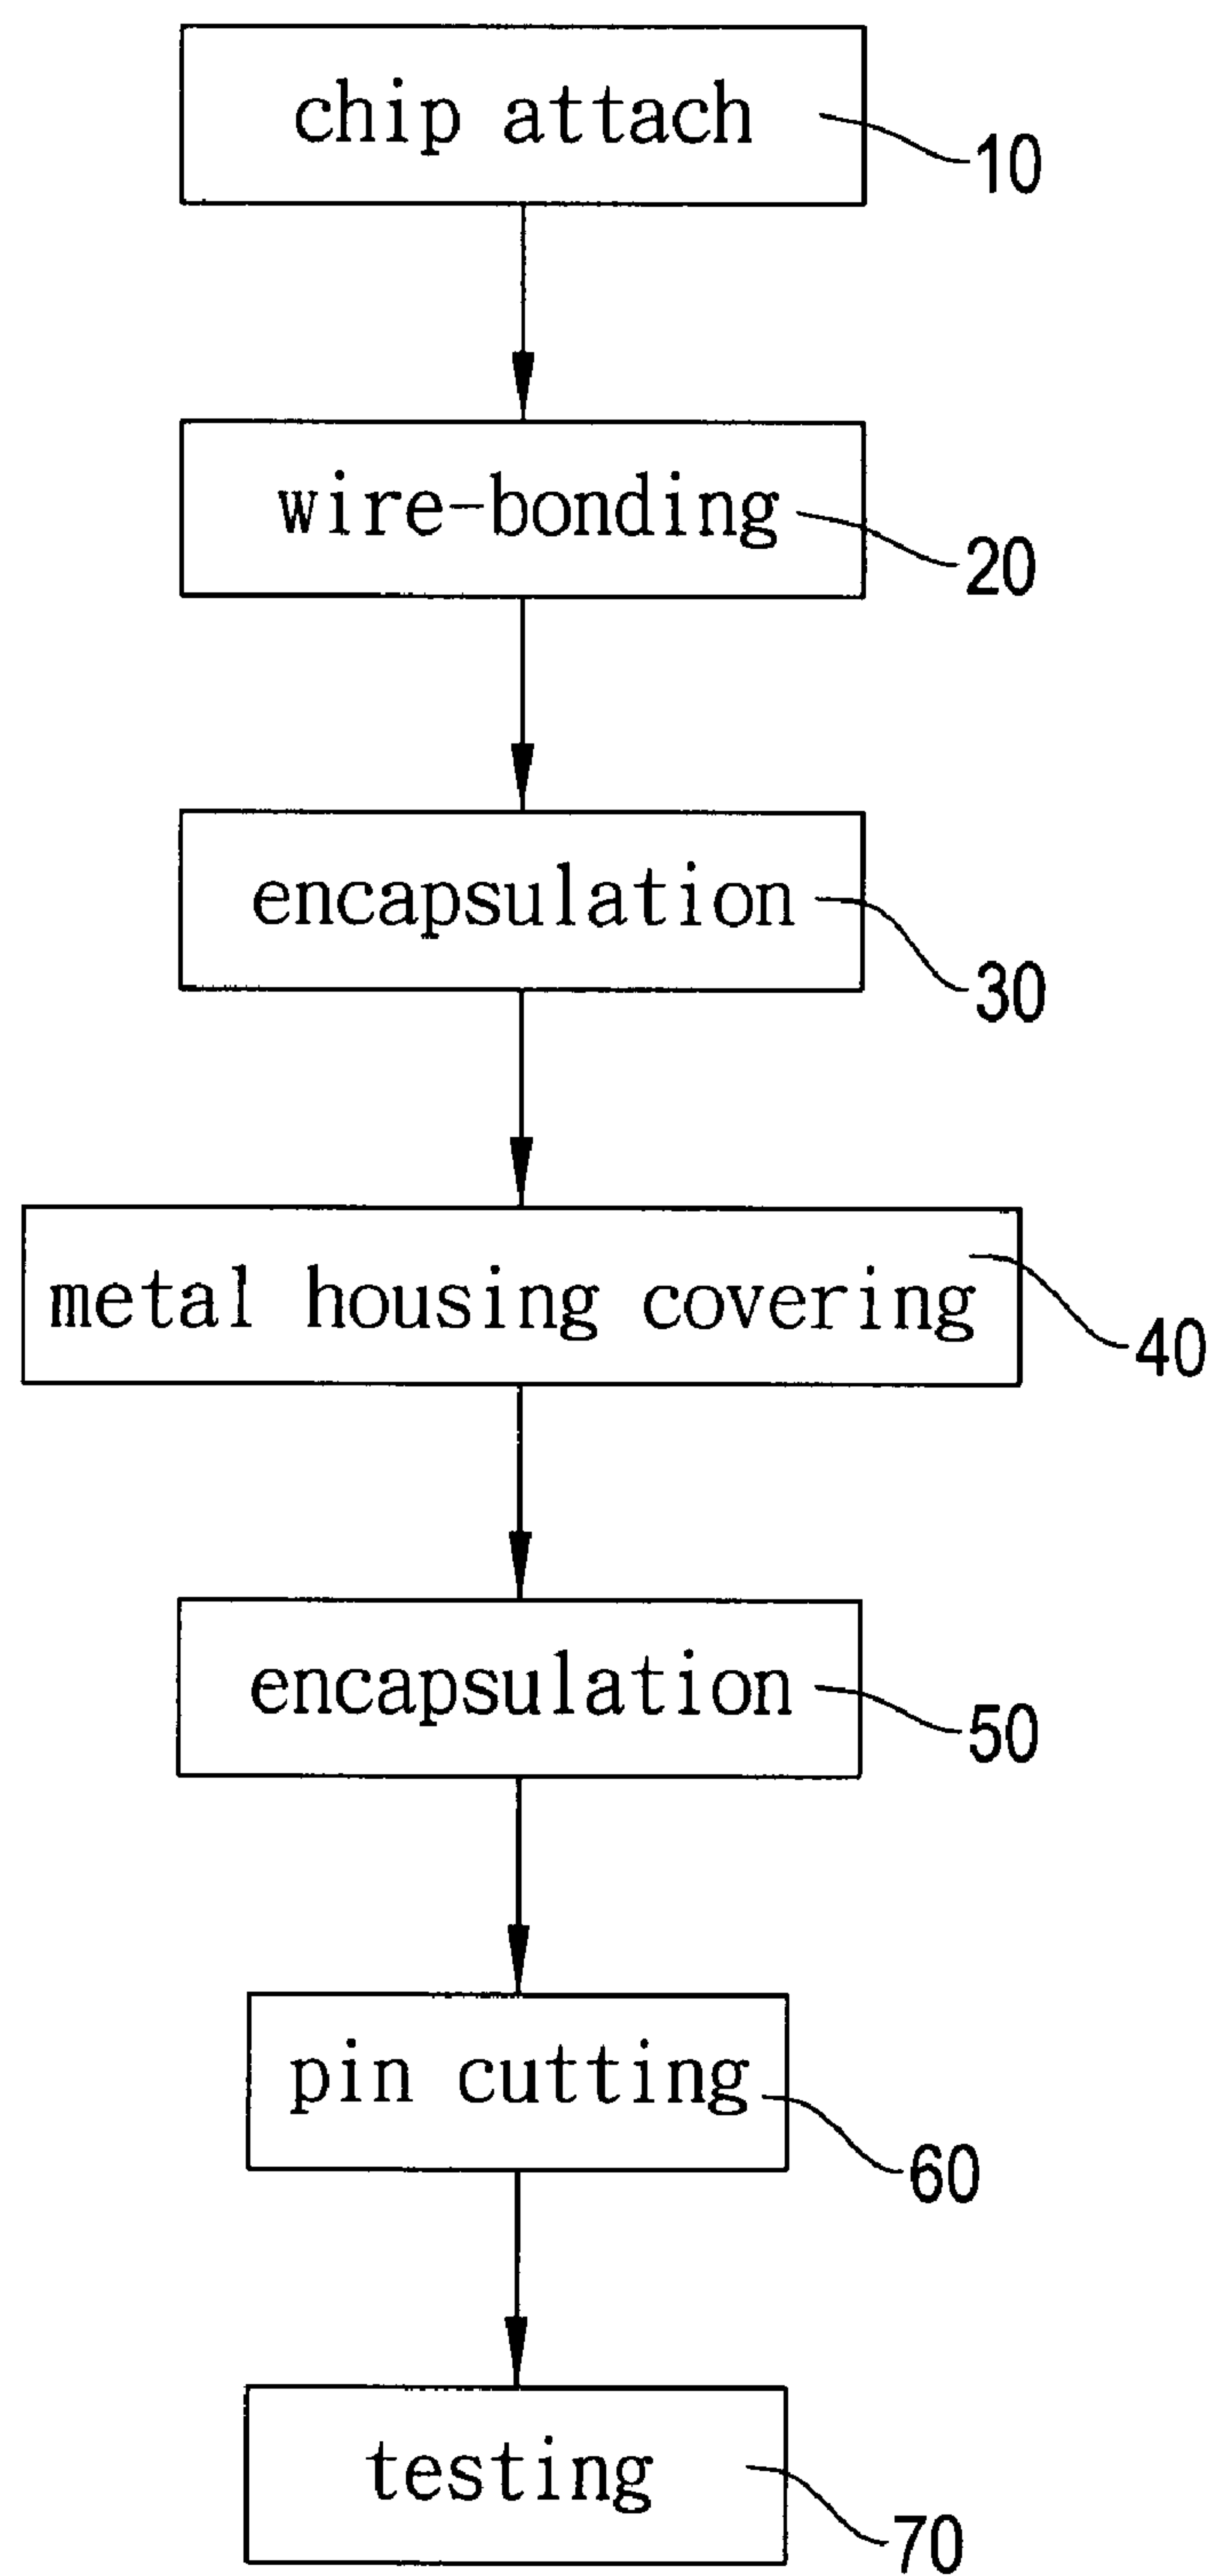 chip attach
10
wire-bonding
20
encapsulation
30
metal housing covering
40
encapsulation
50
pin cutting
60
testing
70